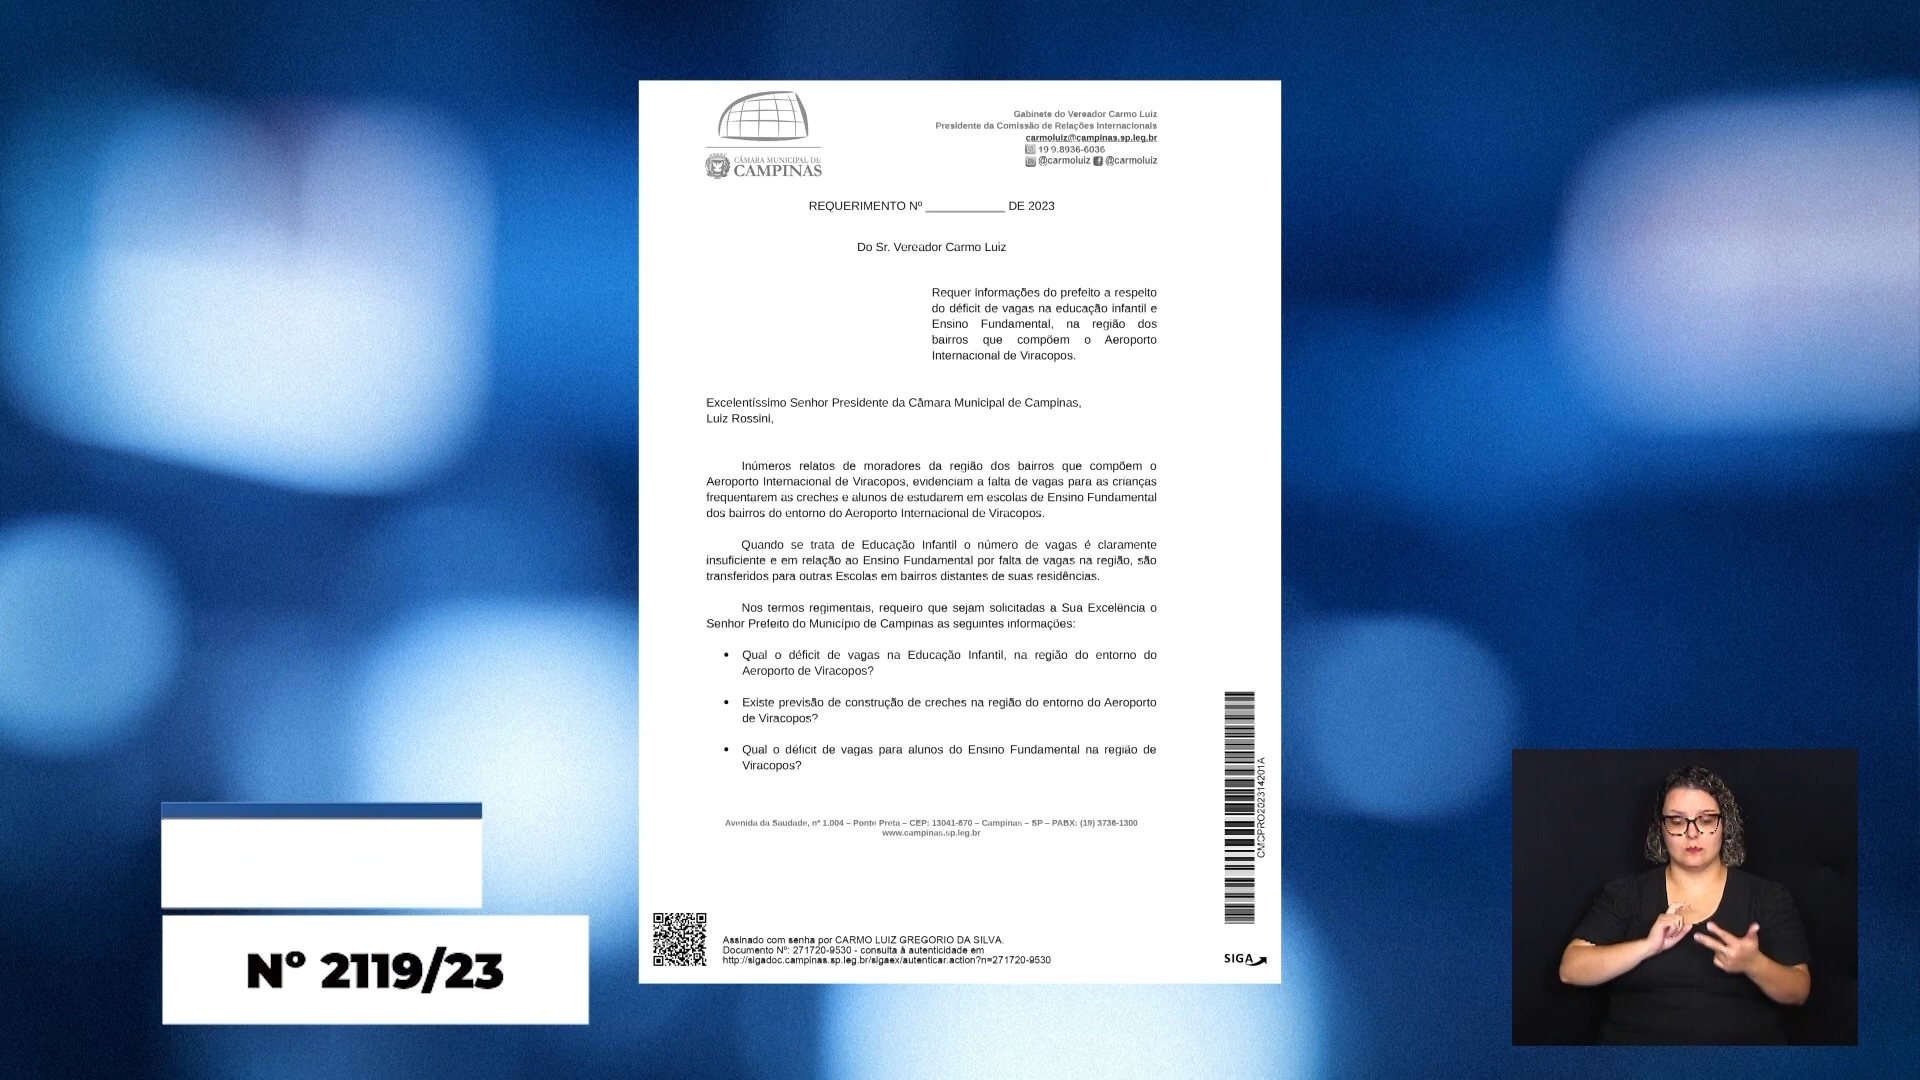 CÂMARA MUNICIPAL DE
CAMPINAS
Gabinete do Vereador Carmo Luiz
Presidente da Comissão de Relações Internacionais
carmoluiz@campinas.sp.leg.br
19 9.8936-6036
@carmoluiz @carmoluiz
REQUERIMENTO Nº ____________ DE 2023
Do Sr. Vereador Carmo Luiz
Requer informações do prefeito a respeito
do déficit de vagas na educação infantil e
Ensino Fundamental, na região dos
bairros que compõem o Aeroporto
Internacional de Viracopos.
Excelentíssimo Senhor Presidente da Câmara Municipal de Campinas,
Luiz Rossini,
Inúmeros relatos de moradores da região dos bairros que compõem o
Aeroporto Internacional de Viracopos, evidenciam a falta de vagas para as crianças
frequentarem as creches e alunos de estudarem em escolas de Ensino Fundamental
dos bairros do entorno do Aeroporto Internacional de Viracopos.
Quando se trata de Educação Infantil o número de vagas é claramente
insuficiente e em relação ao Ensino Fundamental por falta de vagas na região, são
transferidos para outras Escolas em bairros distantes de suas residências.
Nos termos regimentais, requeiro que sejam solicitadas a Sua Excelência o
Senhor Prefeito do Município de Campinas as seguintes informações:
• Qual o déficit de vagas na Educação Infantil, na região do entorno do
Aeroporto de Viracopos?
• Existe previsão de construção de creches na região do entorno do Aeroporto
de Viracopos?
• Qual o déficit de vagas para alunos do Ensino Fundamental na região de
Viracopos?
Avenida da Saudade, nº 1.004 – Ponte Preta – CEP: 13041-670 – Campinas – SP – PABX: (19) 3736-1300
www.campinas.sp.leg.br
CMCPRO202314201A
Assinado com senha por CARMO LUIZ GREGORIO DA SILVA.
Documento Nº: 271720-9530 - consulta à autenticidade em
http://sigadoc.campinas.sp.leg.br/sigaex/autenticar.action?n=271720-9530
SIGA
Nº 2119/23